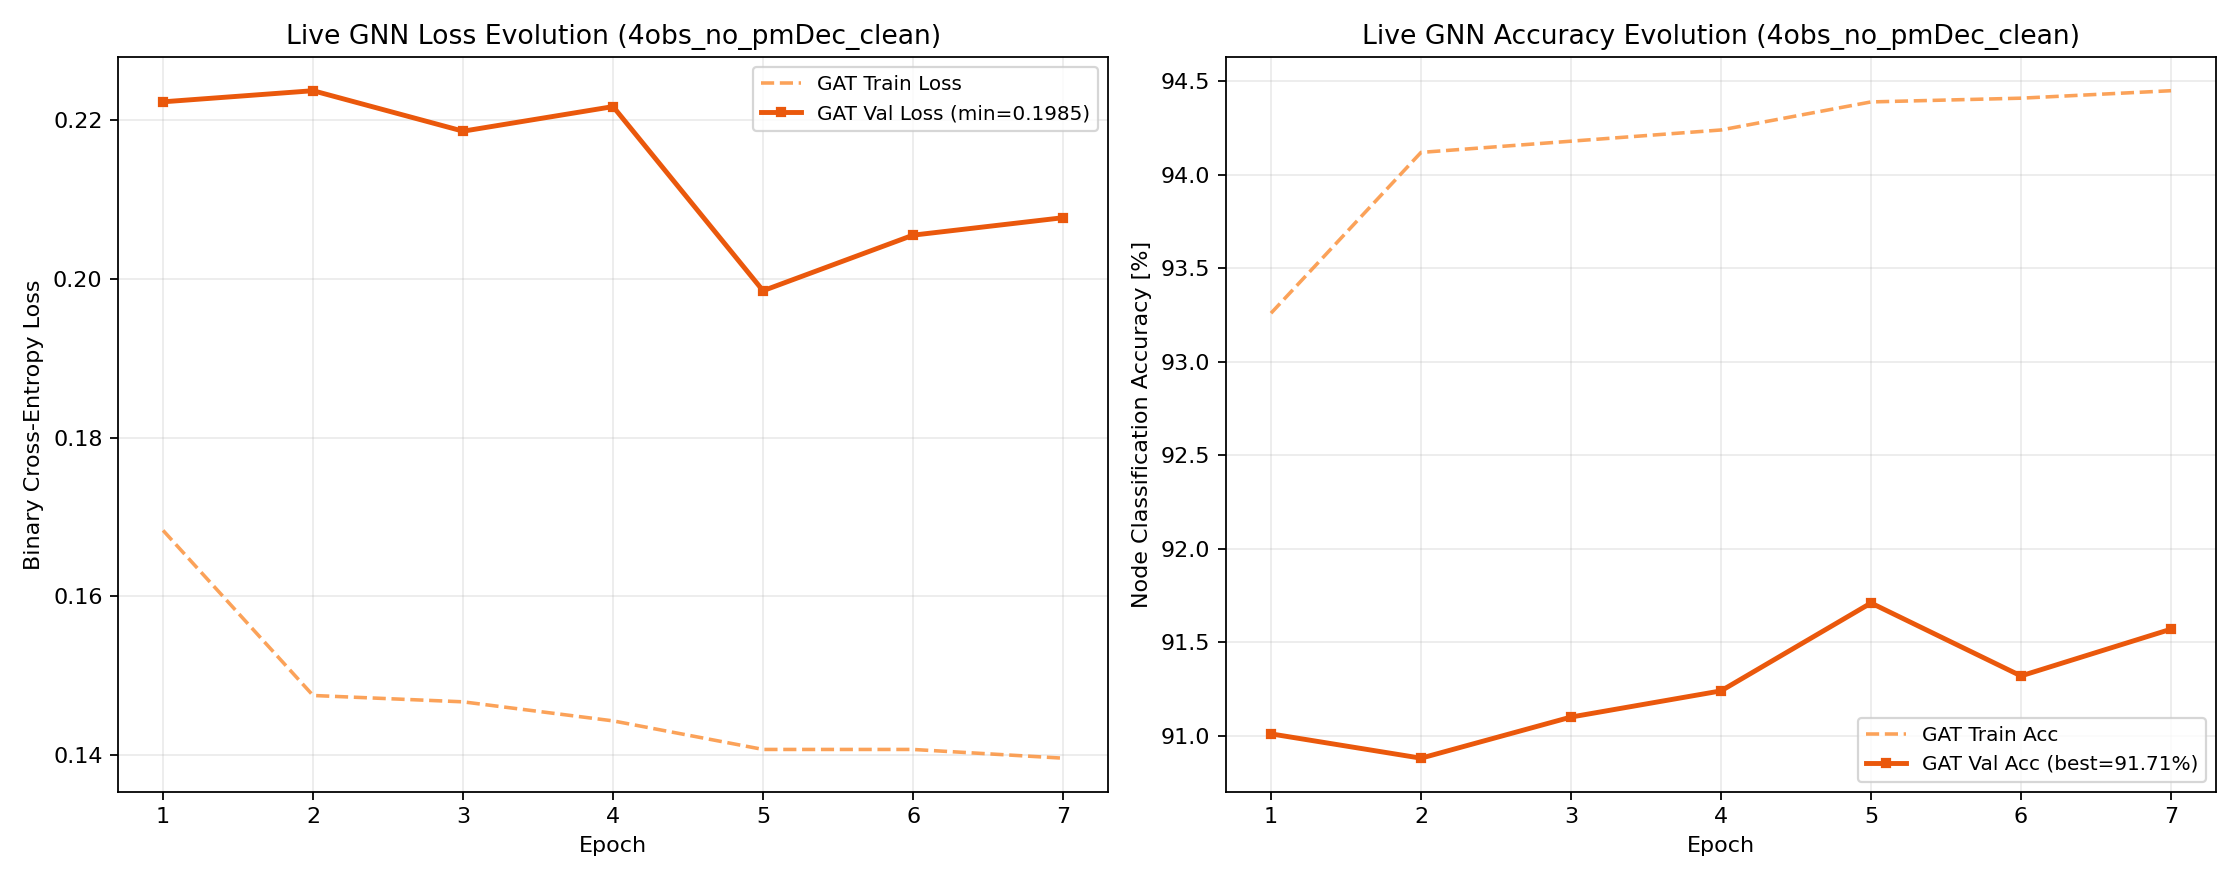 Live GNN Loss Evolution (4obs_no_pmDec_clean)
GAT Train Loss
GAT Val Loss (min=0.1985)
Binary Cross-Entropy Loss
0.22
0.20
0.18
0.16
0.14
1 2 3 4 5 6 7
Epoch
Live GNN Accuracy Evolution (4obs_no_pmDec_clean)
Node Classification Accuracy [%]
94.5
94.0
93.5
93.0
92.5
92.0
91.5
91.0
GAT Train Acc
GAT Val Acc (best=91.71%)
1 2 3 4 5 6 7
Epoch